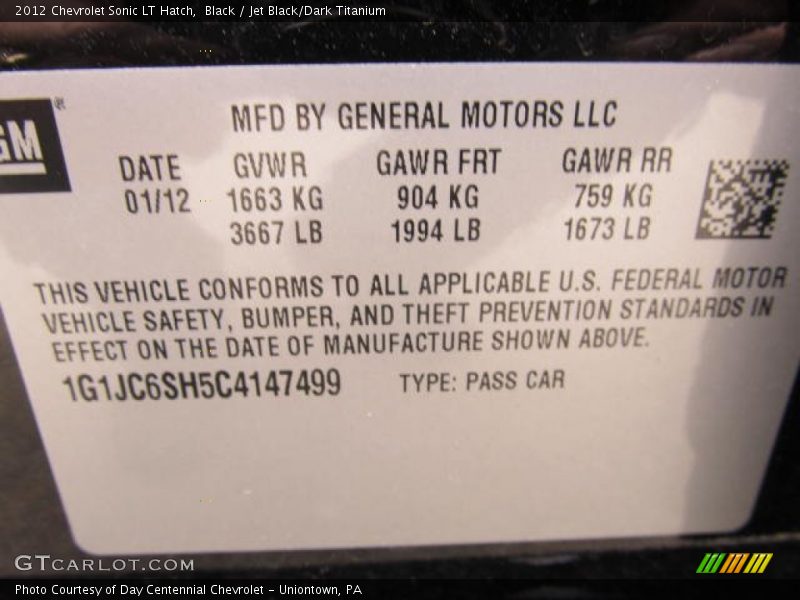 2012 Chevrolet Sonic LT Hatch,  Black / Jet Black/Dark Titanium
GM ®
MFD BY GENERAL MOTORS LLC
DATE GVWR GAWR FRT GAWR RR
01/12 1663 KG 904 KG 759 KG
3667 LB 1994 LB 1673 LB
THIS VEHICLE CONFORMS TO ALL APPLICABLE U.S. FEDERAL MOTOR
VEHICLE SAFETY, BUMPER, AND THEFT PREVENTION STANDARDS IN
EFFECT ON THE DATE OF MANUFACTURE SHOWN ABOVE.
1G1JC6SH5C4147499 TYPE: PASS CAR
GTCARLOT.COM
Photo Courtesy of Day Centennial Chevrolet - Uniontown, PA